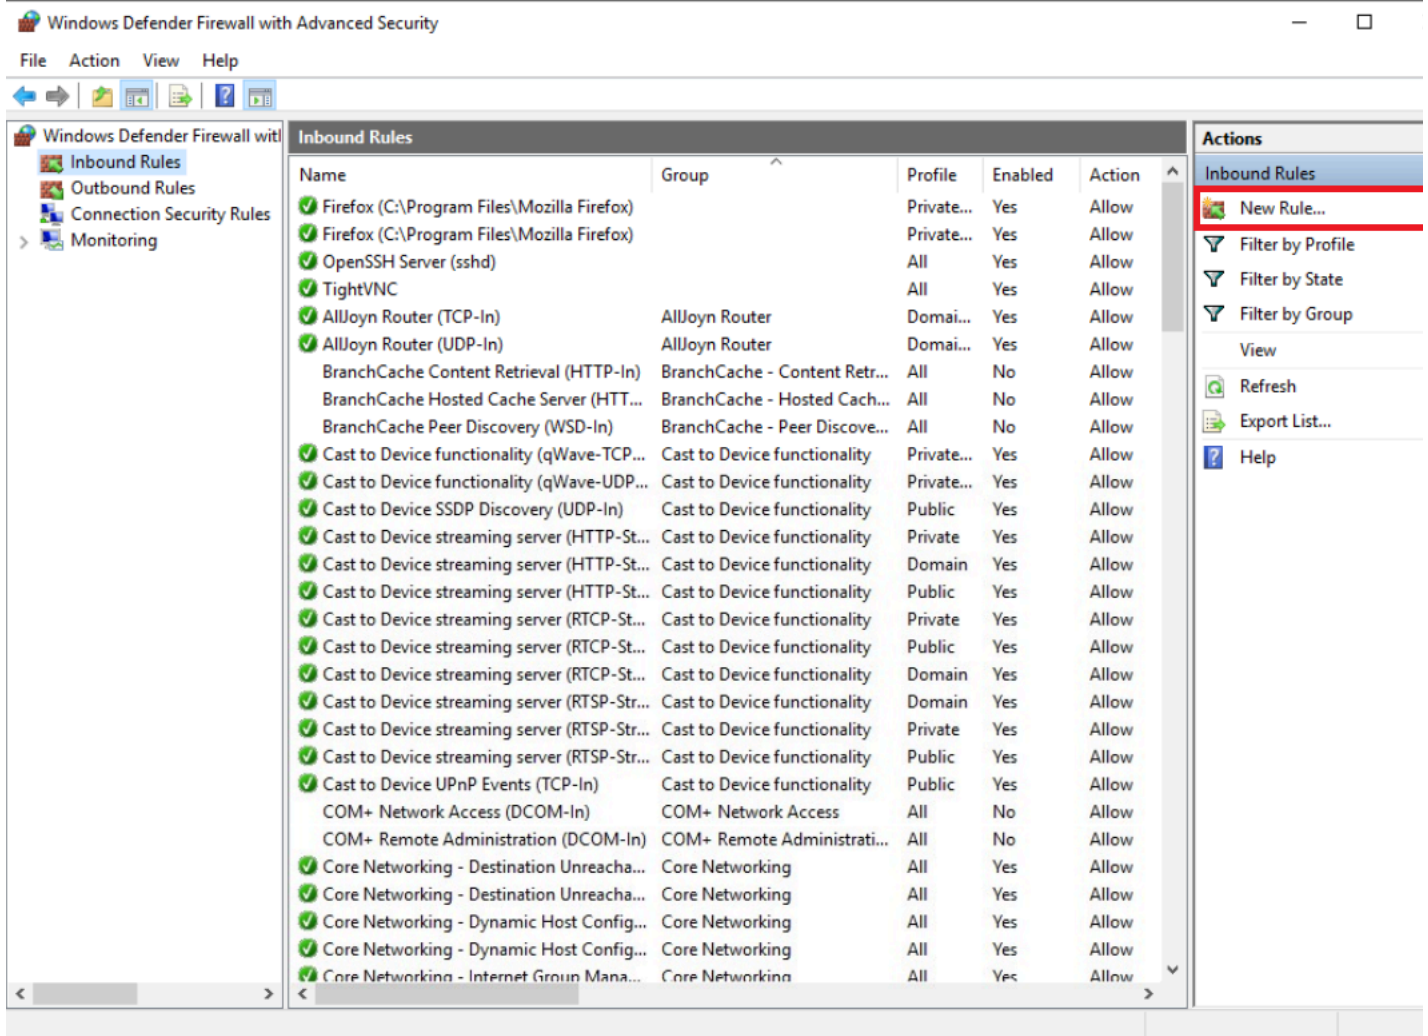 Windows Defender Firewall with Advanced Security
File Action View Help
Windows Defender Firewall witl
Inbound Rules
Outbound Rules
Connection Security Rules
Monitoring
Inbound Rules
Name Group Profile Enabled Action
Firefox (C:\Program Files\Mozilla Firefox) Private... Yes Allow
Firefox (C:\Program Files\Mozilla Firefox) Private... Yes Allow
OpenSSH Server (sshd) All Yes Allow
TightVNC All Yes Allow
AllJoyn Router (TCP-In) AllJoyn Router Domai... Yes Allow
AllJoyn Router (UDP-In) AllJoyn Router Domai... Yes Allow
BranchCache Content Retrieval (HTTP-In) BranchCache - Content Retr... All No Allow
BranchCache Hosted Cache Server (HTT... BranchCache - Hosted Cach... All No Allow
BranchCache Peer Discovery (WSD-In) BranchCache - Peer Discove... All No Allow
Cast to Device functionality (qWave-TCP... Cast to Device functionality Private... Yes Allow
Cast to Device functionality (qWave-UDP... Cast to Device functionality Private... Yes Allow
Cast to Device SSDP Discovery (UDP-In) Cast to Device functionality Public Yes Allow
Cast to Device streaming server (HTTP-St... Cast to Device functionality Private Yes Allow
Cast to Device streaming server (HTTP-St... Cast to Device functionality Domain Yes Allow
Cast to Device streaming server (HTTP-St... Cast to Device functionality Public Yes Allow
Cast to Device streaming server (RTCP-St... Cast to Device functionality Private Yes Allow
Cast to Device streaming server (RTCP-St... Cast to Device functionality Public Yes Allow
Cast to Device streaming server (RTCP-St... Cast to Device functionality Domain Yes Allow
Cast to Device streaming server (RTSP-Str... Cast to Device functionality Domain Yes Allow
Cast to Device streaming server (RTSP-Str... Cast to Device functionality Private Yes Allow
Cast to Device streaming server (RTSP-Str... Cast to Device functionality Public Yes Allow
Cast to Device UPnP Events (TCP-In) Cast to Device functionality Public Yes Allow
COM+ Network Access (DCOM-In) COM+ Network Access All No Allow
COM+ Remote Administration (DCOM-In) COM+ Remote Administrati... All No Allow
Core Networking - Destination Unreacha... Core Networking All Yes Allow
Core Networking - Destination Unreacha... Core Networking All Yes Allow
Core Networking - Dynamic Host Config... Core Networking All Yes Allow
Core Networking - Dynamic Host Config... Core Networking All Yes Allow
Core Networking - Internet Group Mana... Core Networking All Yes Allow
Actions
Inbound Rules
New Rule...
Filter by Profile
Filter by State
Filter by Group
View
Refresh
Export List...
Help